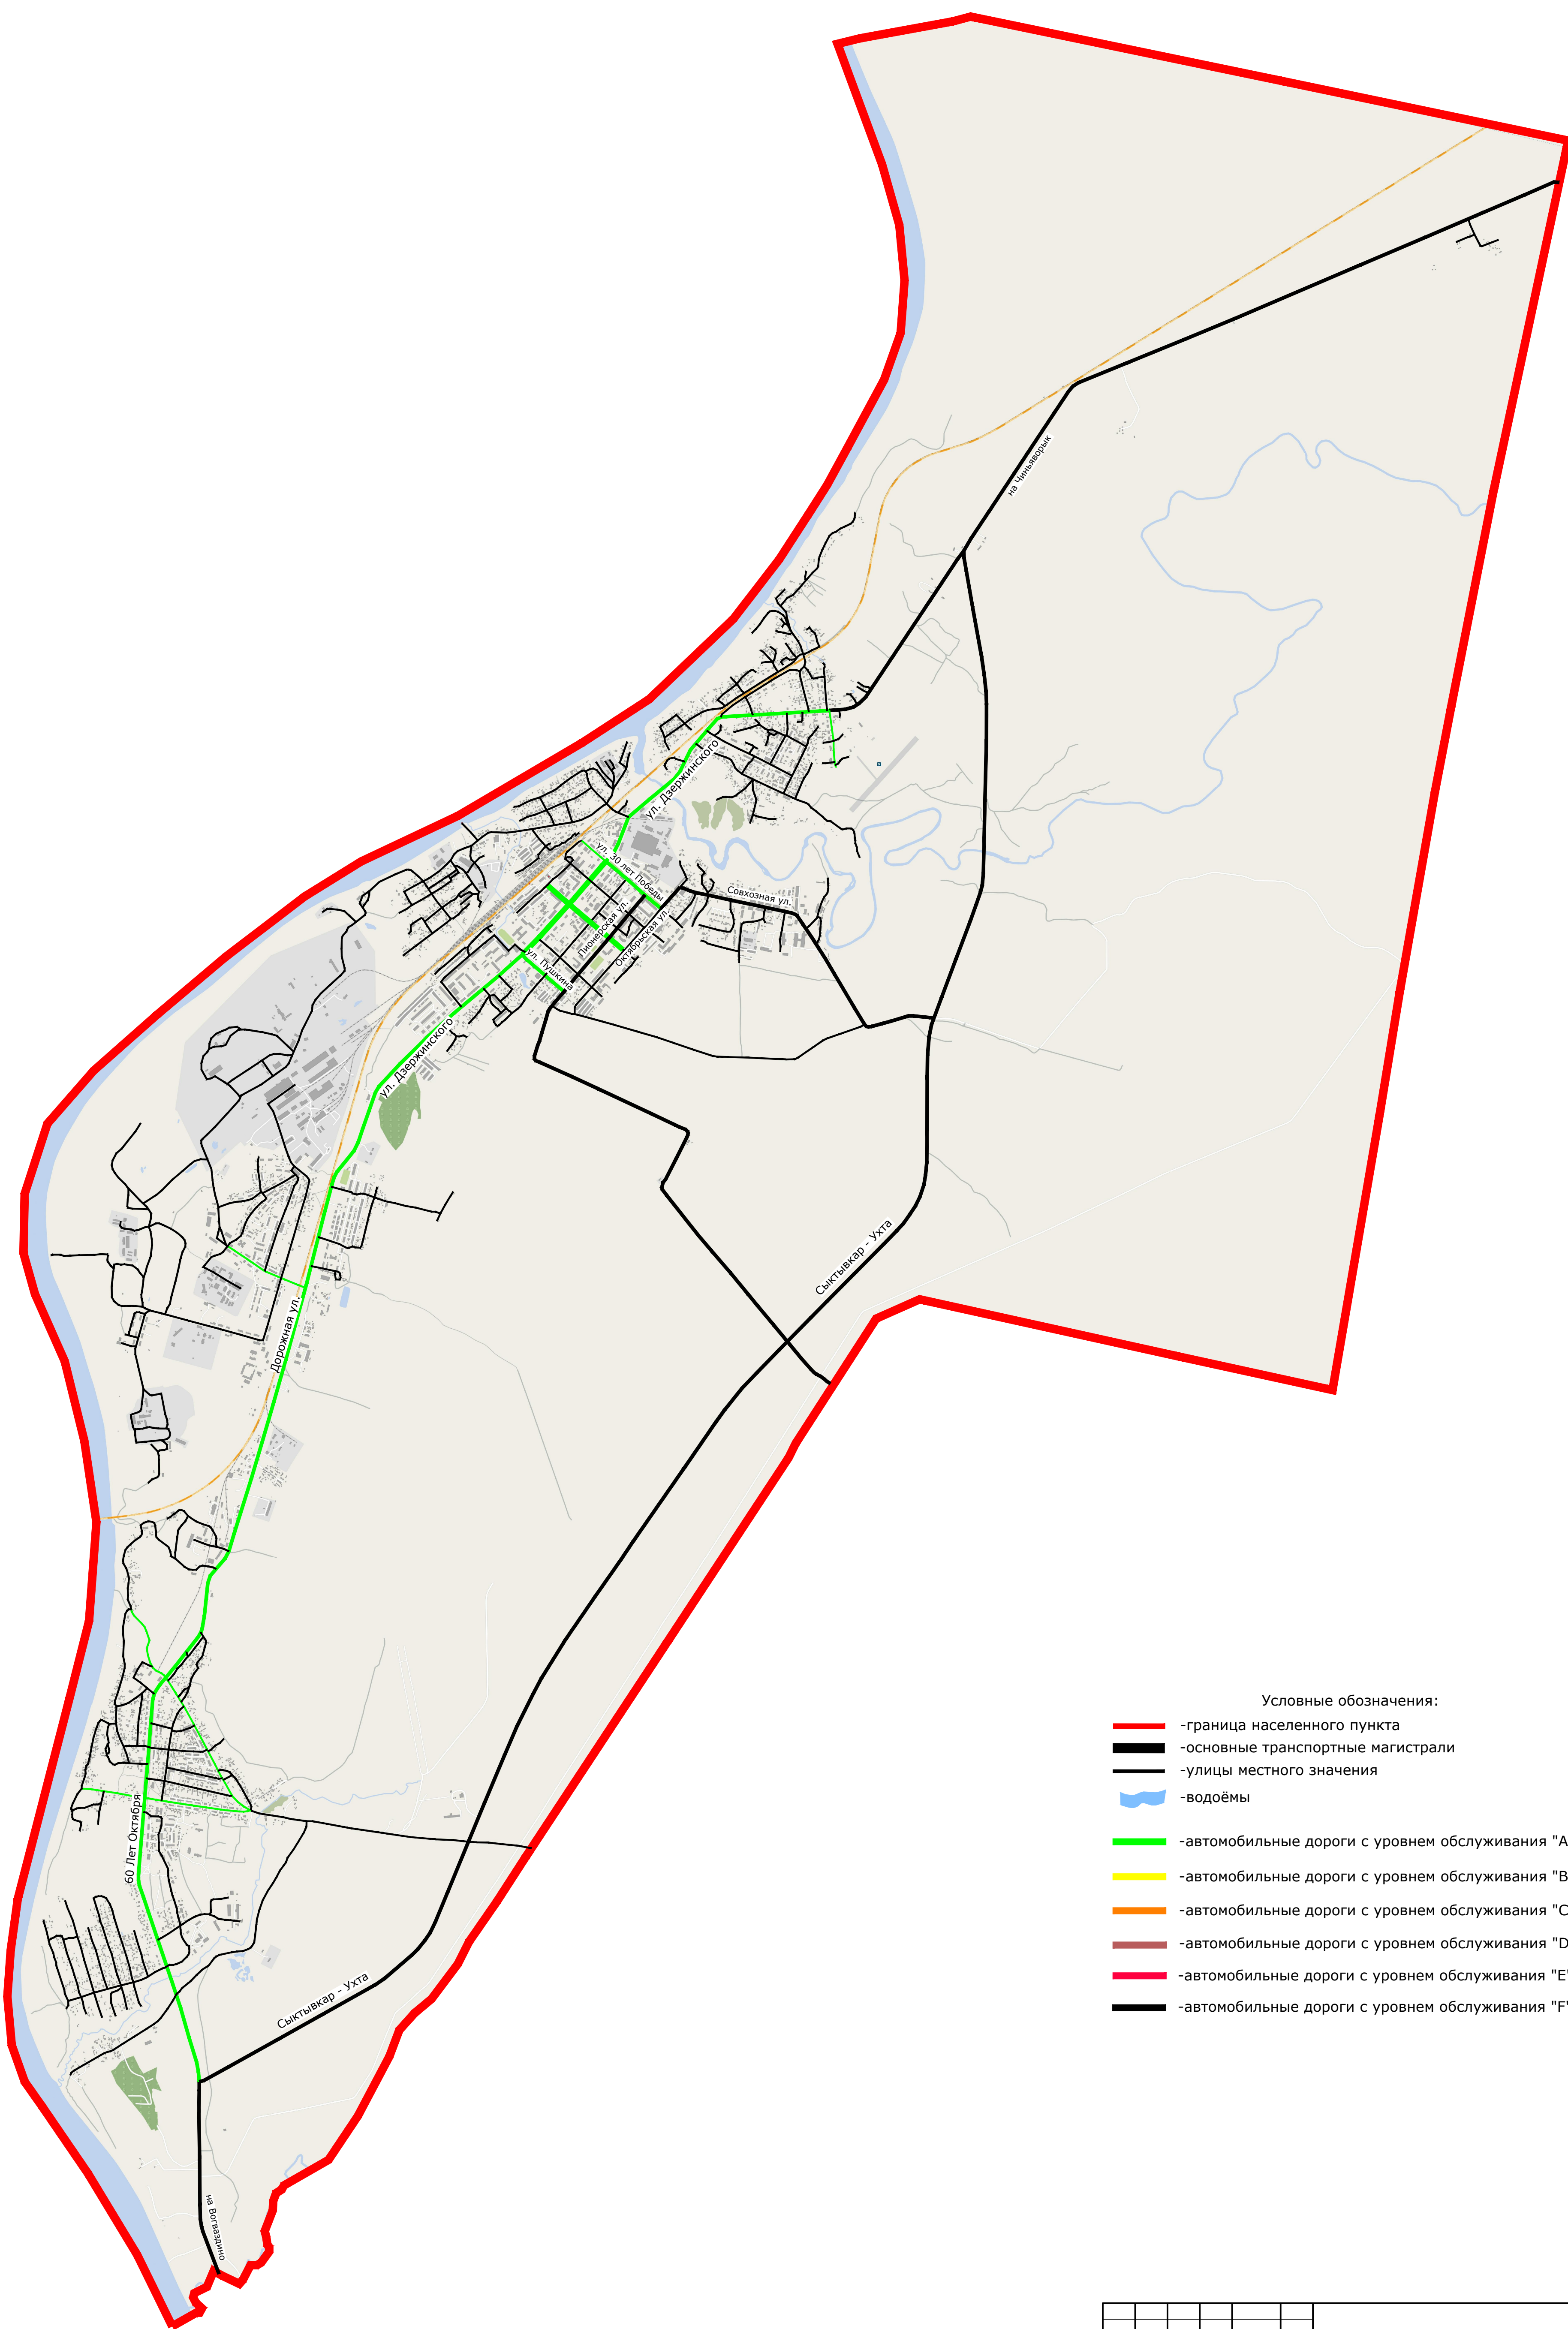 на Чиньяворык
ул. Дзержинского
ул. 30 лет Победы
Совхозная ул.
Пионерская ул.
Октябрьская ул.
ул. Пушкина
ул. Дзержинского
Сыктывкар - Ухта
Дорожная ул.
60 Лет Октября
Сыктывкар - Ухта
на Вогваздино
Условные обозначения:
-граница населенного пункта
-основные транспортные магистрали
-улицы местного значения
-водоёмы
-автомобильные дороги с уровнем обслуживания "A
-автомобильные дороги с уровнем обслуживания "B
-автомобильные дороги с уровнем обслуживания "C
-автомобильные дороги с уровнем обслуживания "D
-автомобильные дороги с уровнем обслуживания "E"
-автомобильные дороги с уровнем обслуживания "F"